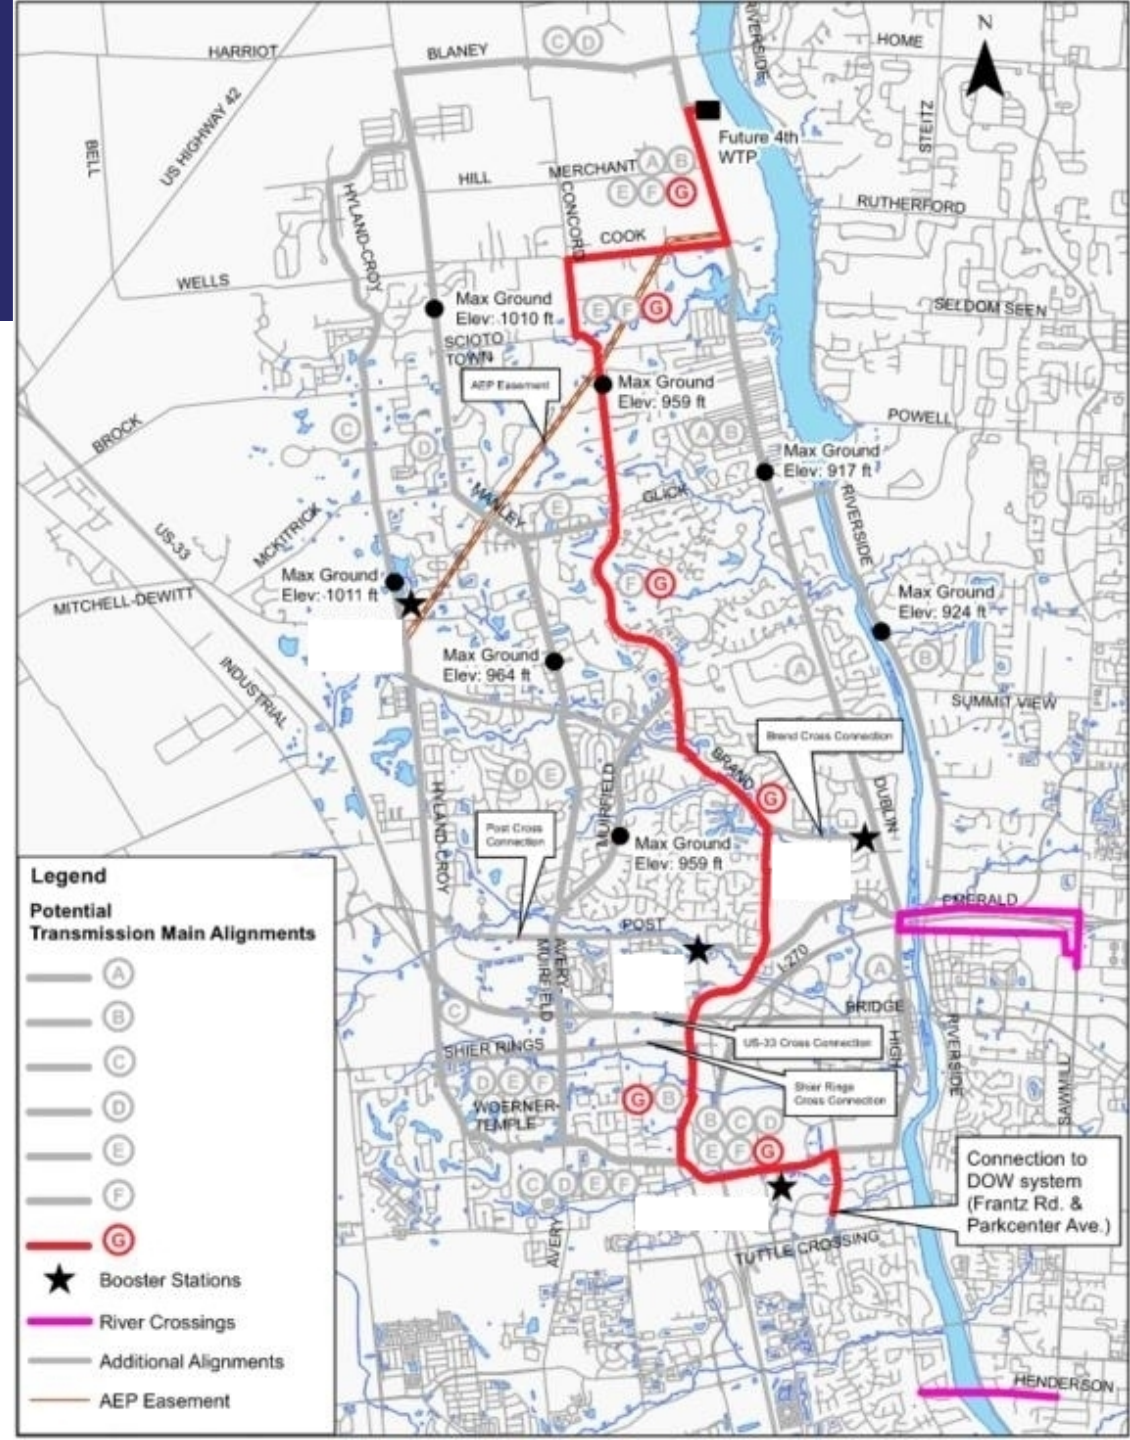 HARRIOT
BLANEY
C D
RIVERSIDE
HOME
N
US HIGHWAY 42
BELL
STEITZ
Future 4th
WTP
MERCHANT
A B
HILL
E F G
CONCORD
HYLAND-CROY
RUTHERFORD
COOK
WELLS
Max Ground
Elev: 1010 ft
E F G
SELDOM SEEN
SCIOTO
TOWN
AEP Easement
Max Ground
Elev: 959 ft
BROCK
C
D
A B
POWELL
Max Ground
Elev: 917 ft
MANLEY
E
GLICK
RIVERSIDE
US-33
MCKITRICK
Max Ground
Elev: 1011 ft
F G
MITCHELL-DEWITT
Max Ground
Elev: 924 ft
Max Ground
Elev: 964 ft
A
B
INDUSTRIAL
F
SUMMIT VIEW
Brand Cross Connection
BRAND
D E
G
MUIRFIELD
DUBLIN
HYLAND-CROY
Post Cross
Connection
Max Ground
Elev: 959 ft
EMERALD
POST
AVERY-
MUIRFIELD
I-270
A
C
BRIDGE
SHIER RINGS
US-33 Cross Connection
HIGH
RIVERSIDE
SAWMILL
D E F
Shier Rings
Cross Connection
WOERNER-
TEMPLE
G B
B C D
E F G
C D E F
Connection to
DOW system
(Frantz Rd. &
Parkcenter Ave.)
AVERY
TUTTLE CROSSING
HENDERSON
Legend
Potential
Transmission Main Alignments
A
B
C
D
E
F
G
Booster Stations
River Crossings
Additional Alignments
AEP Easement